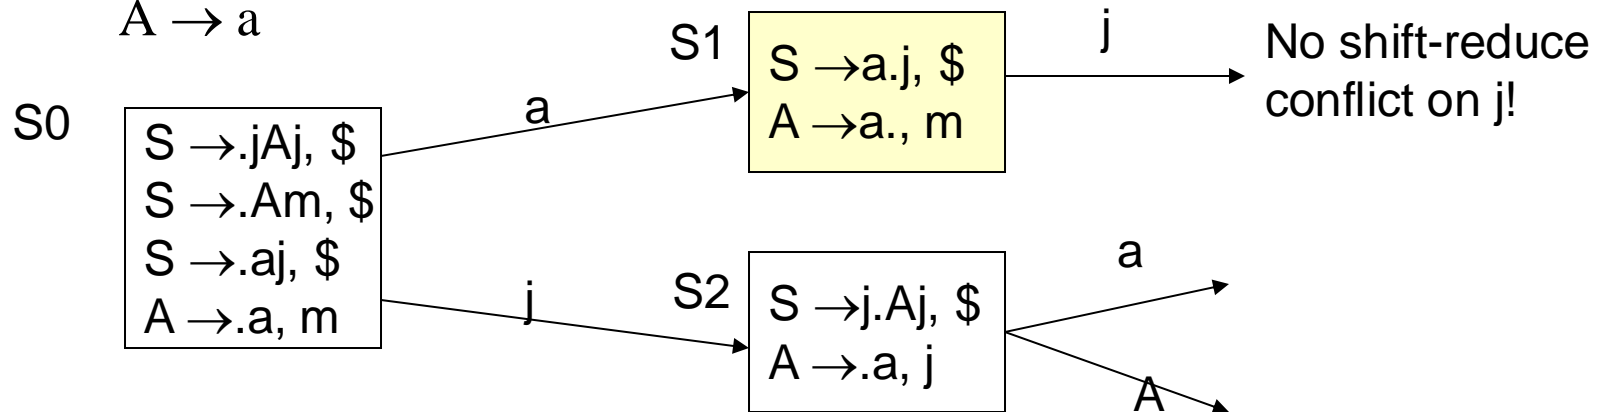 A → a
S0
S →.jAj, $
S →.Am, $
S →.aj, $
A →.a, m
a
j
S1
S →a.j, $
A →a., m
j
No shift-reduce
conflict on j!
S2
S →j.Aj, $
A →.a, j
a
A